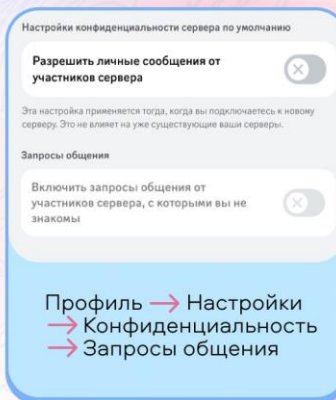 Настройки конфиденциальности сервера по умолчанию
Разрешить личные сообщения от
участников сервера
Эта настройка применяется тогда, когда вы подключаетесь к новому
серверу. Это не влияет на уже существующие ваши серверы.
Запросы общения
Включить запросы общения от
участников сервера, с которыми вы не
знакомы
Профиль → Настройки
→ Конфиденциальность
→ Запросы общения